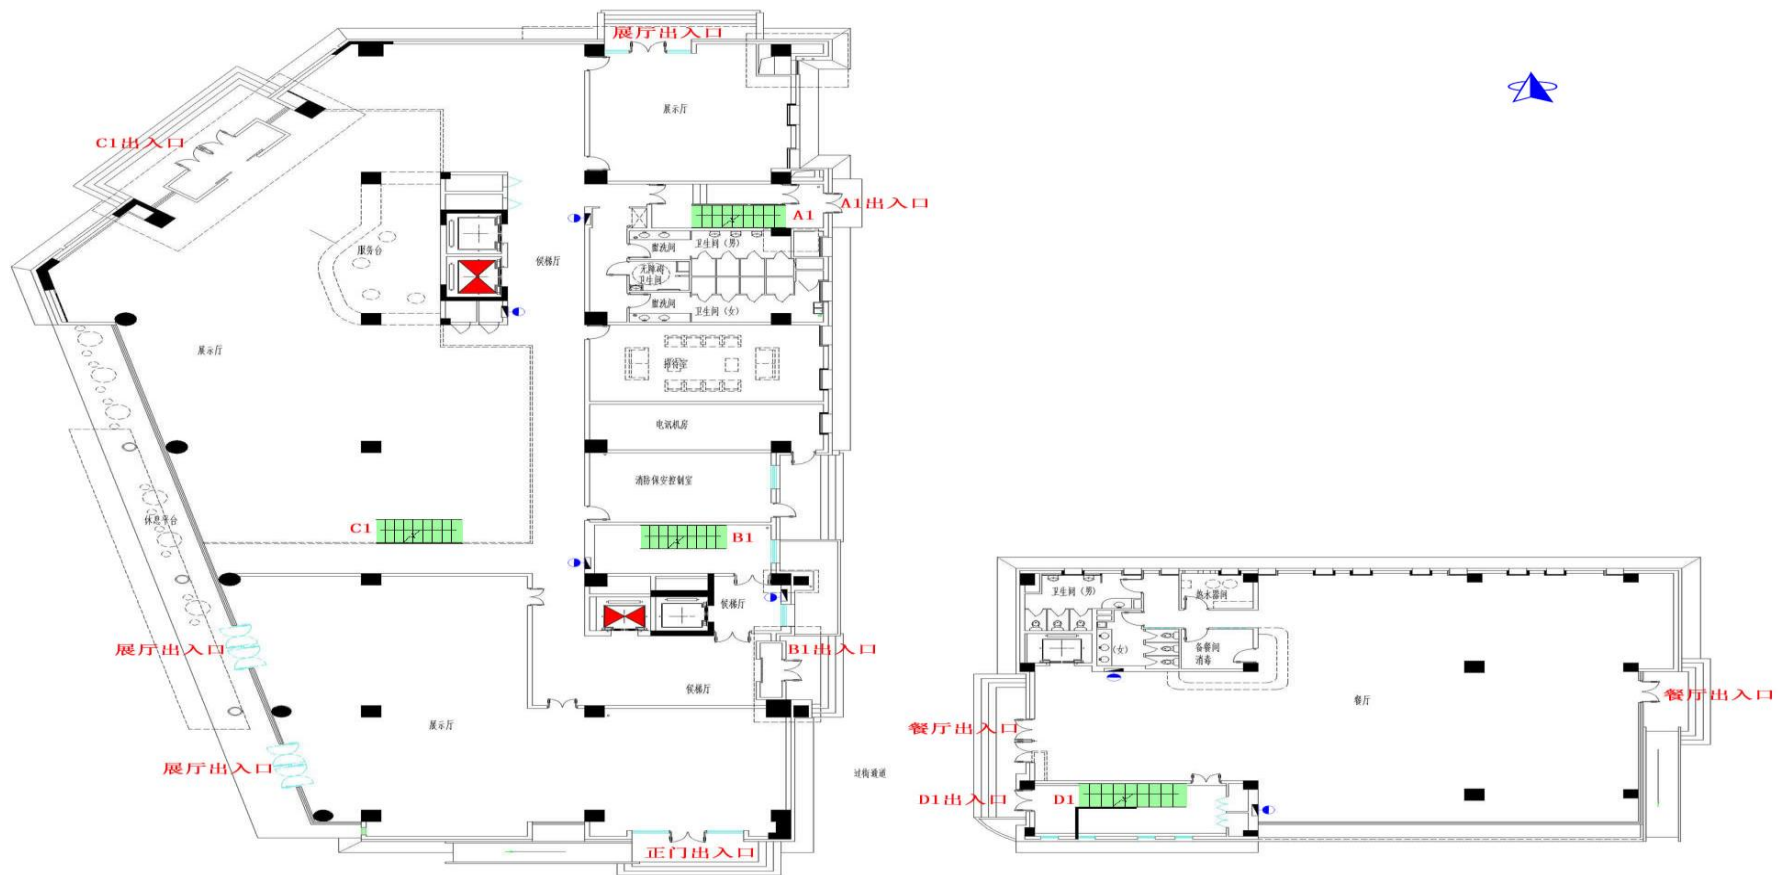 展厅出入口
展示厅
C1出入口
A1
A1出入口
服务台
候梯厅
盥洗间
卫生间（男）
无障碍
卫生间
盥洗间
卫生间（女）
展示厅
接待室
电讯机房
消防保安控制室
休息平台
C1
B1
候梯厅
展厅出入口
B1出入口
候梯厅
展示厅
展厅出入口
过街通道
正门出入口
卫生间（男）
热水器间
（女）
备餐间
消毒
餐厅
餐厅出入口
餐厅出入口
D1出入口
D1